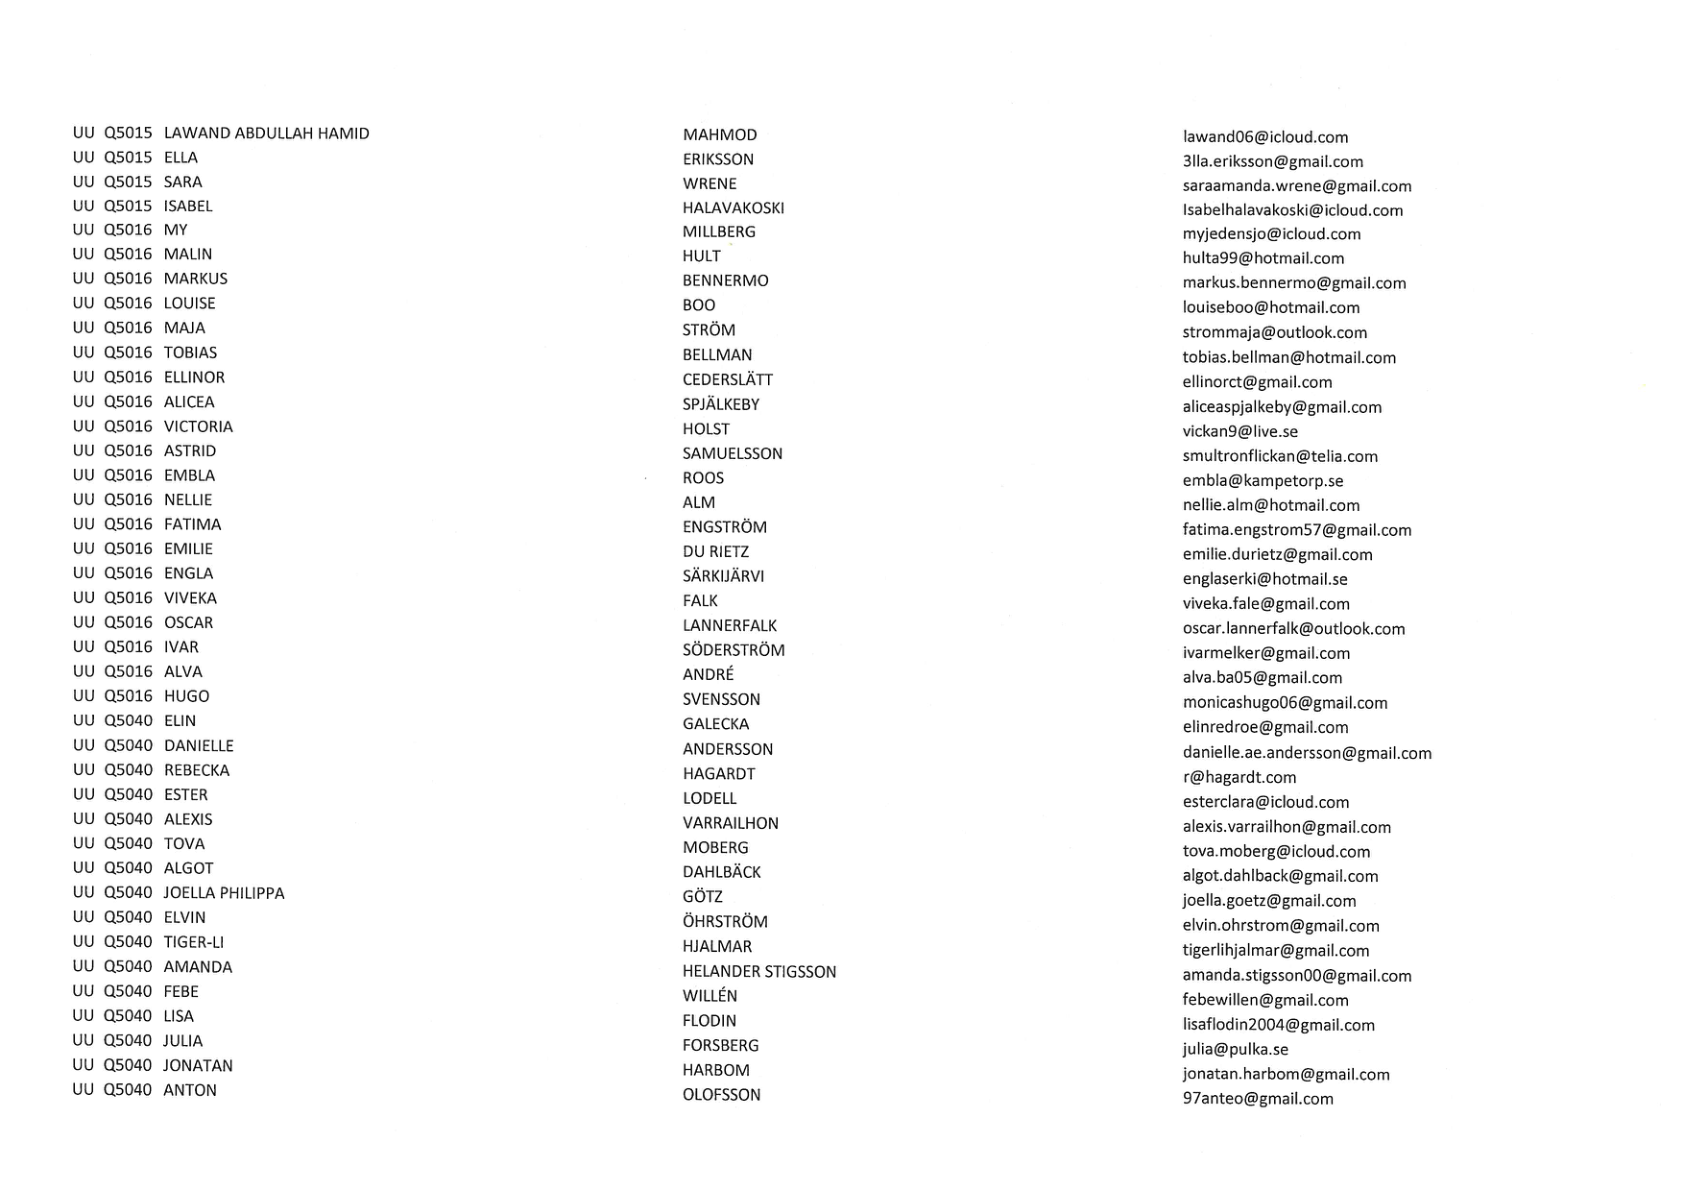 UU Q5015 LAWAND ABDULLAH HAMID MAHMOD lawand06@icloud.com
UU Q5015 ELLA ERIKSSON 3lla.eriksson@gmail.com
UU Q5015 SARA WRENE saraamanda.wrene@gmail.com
UU Q5015 ISABEL HALAVAKOSKI Isabelhalavakoski@icloud.com
UU Q5016 MY MILLBERG myjedensjo@icloud.com
UU Q5016 MALIN HULT hulta99@hotmail.com
UU Q5016 MARKUS BENNERMO markus.bennermo@gmail.com
UU Q5016 LOUISE BOO louiseboo@hotmail.com
UU Q5016 MAJA STRÖM strommaja@outlook.com
UU Q5016 TOBIAS BELLMAN tobias.bellman@hotmail.com
UU Q5016 ELLINOR CEDERSLÄTT ellinorct@gmail.com
UU Q5016 ALICEA SPJÄLKEBY aliceaspjalkeby@gmail.com
UU Q5016 VICTORIA HOLST vickan9@live.se
UU Q5016 ASTRID SAMUELSSON smultronflickan@telia.com
UU Q5016 EMBLA ROOS embla@kampetorp.se
UU Q5016 NELLIE ALM nellie.alm@hotmail.com
UU Q5016 FATIMA ENGSTRÖM fatima.engstrom57@gmail.com
UU Q5016 EMILIE DU RIETZ emilie.durietz@gmail.com
UU Q5016 ENGLA SÄRKIJÄRVI englaserki@hotmail.se
UU Q5016 VIVEKA FALK viveka.fale@gmail.com
UU Q5016 OSCAR LANNERFALK oscar.lannerfalk@outlook.com
UU Q5016 IVAR SÖDERSTRÖM ivarmelker@gmail.com
UU Q5016 ALVA ANDRÉ alva.ba05@gmail.com
UU Q5016 HUGO SVENSSON monicashugo06@gmail.com
UU Q5040 ELIN GALECKA elinredroe@gmail.com
UU Q5040 DANIELLE ANDERSSON danielle.ae.andersson@gmail.com
UU Q5040 REBECKA HAGARDT r@hagardt.com
UU Q5040 ESTER LODELL esterclara@icloud.com
UU Q5040 ALEXIS VARRAILHON alexis.varrailhon@gmail.com
UU Q5040 TOVA MOBERG tova.moberg@icloud.com
UU Q5040 ALGOT DAHLBÄCK algot.dahlback@gmail.com
UU Q5040 JOELLA PHILIPPA GÖTZ joella.goetz@gmail.com
UU Q5040 ELVIN ÖHRSTRÖM elvin.ohrstrom@gmail.com
UU Q5040 TIGER-LI HJALMAR tigerlihjalmar@gmail.com
UU Q5040 AMANDA HELANDER STIGSSON amanda.stigsson00@gmail.com
UU Q5040 FEBE WILLÉN febewillen@gmail.com
UU Q5040 LISA FLODIN lisaflodin2004@gmail.com
UU Q5040 JULIA FORSBERG julia@pulka.se
UU Q5040 JONATAN HARBOM jonatan.harbom@gmail.com
UU Q5040 ANTON OLOFSSON 97anteo@gmail.com